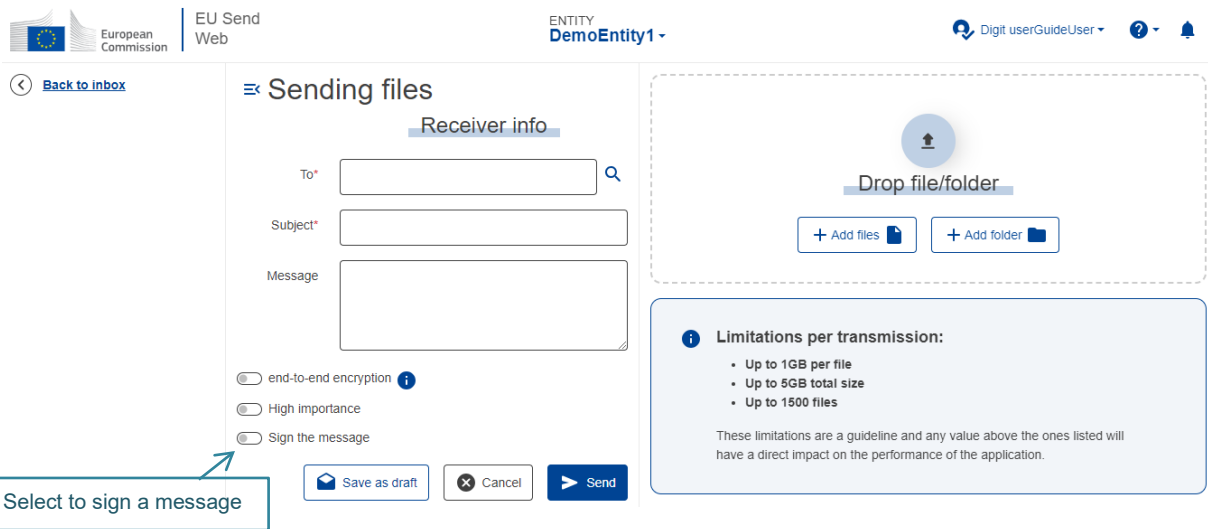 European
Commission
EU Send
Web
ENTITY
DemoEntity1
Digit userGuideUser
Back to inbox
Sending files
Receiver info
To*
Subject*
Message
end-to-end encryption
High importance
Sign the message
Save as draft
Cancel
Send
Select to sign a message
Drop file/folder
+ Add files
+ Add folder
Limitations per transmission:
• Up to 1GB per file
• Up to 5GB total size
• Up to 1500 files
These limitations are a guideline and any value above the ones listed will
have a direct impact on the performance of the application.